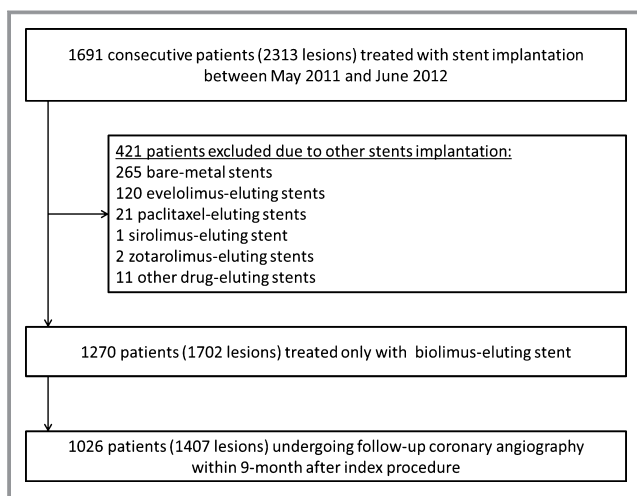 1691 consecutive patients (2313 lesions) treated with stent implantation
between May 2011 and June 2012
421 patients excluded due to other stents implantation:
265 bare-metal stents
120 evelolimus-eluting stents
21 paclitaxel-eluting stents
1 sirolimus-eluting stent
2 zotarolimus-eluting stents
11 other drug-eluting stents
1270 patients (1702 lesions) treated only with biolimus-eluting stent
1026 patients (1407 lesions) undergoing follow-up coronary angiography
within 9-month after index procedure